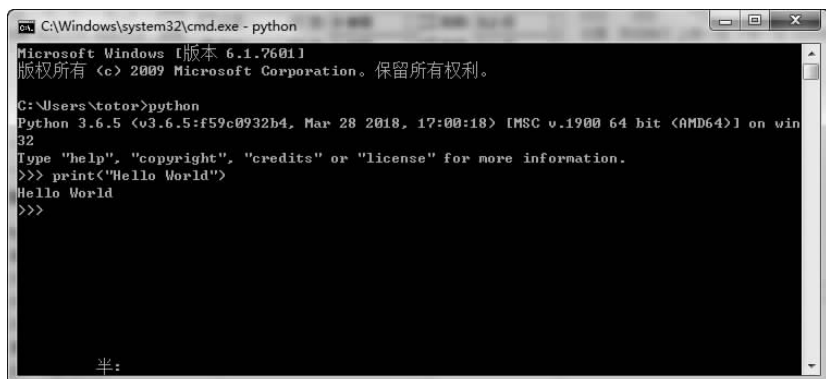 C:\Windows\system32\cmd.exe - python
Microsoft Windows [版本 6.1.7601]
版权所有 (c) 2009 Microsoft Corporation。保留所有权利。
C:\Users\totor>python
Python 3.6.5 (v3.6.5:f59c0932b4, Mar 28 2018, 17:00:18) [MSC v.1900 64 bit (AMD64)] on win
32
Type "help", "copyright", "credits" or "license" for more information.
>>> print("Hello World")
Hello World
>>>
半: